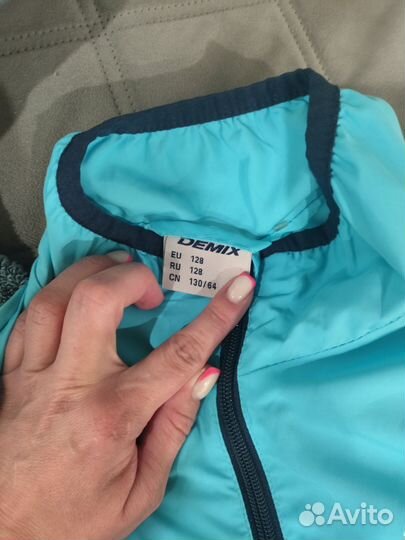 DEMIX
EU 128
RU 128
CN 130/64
Avito